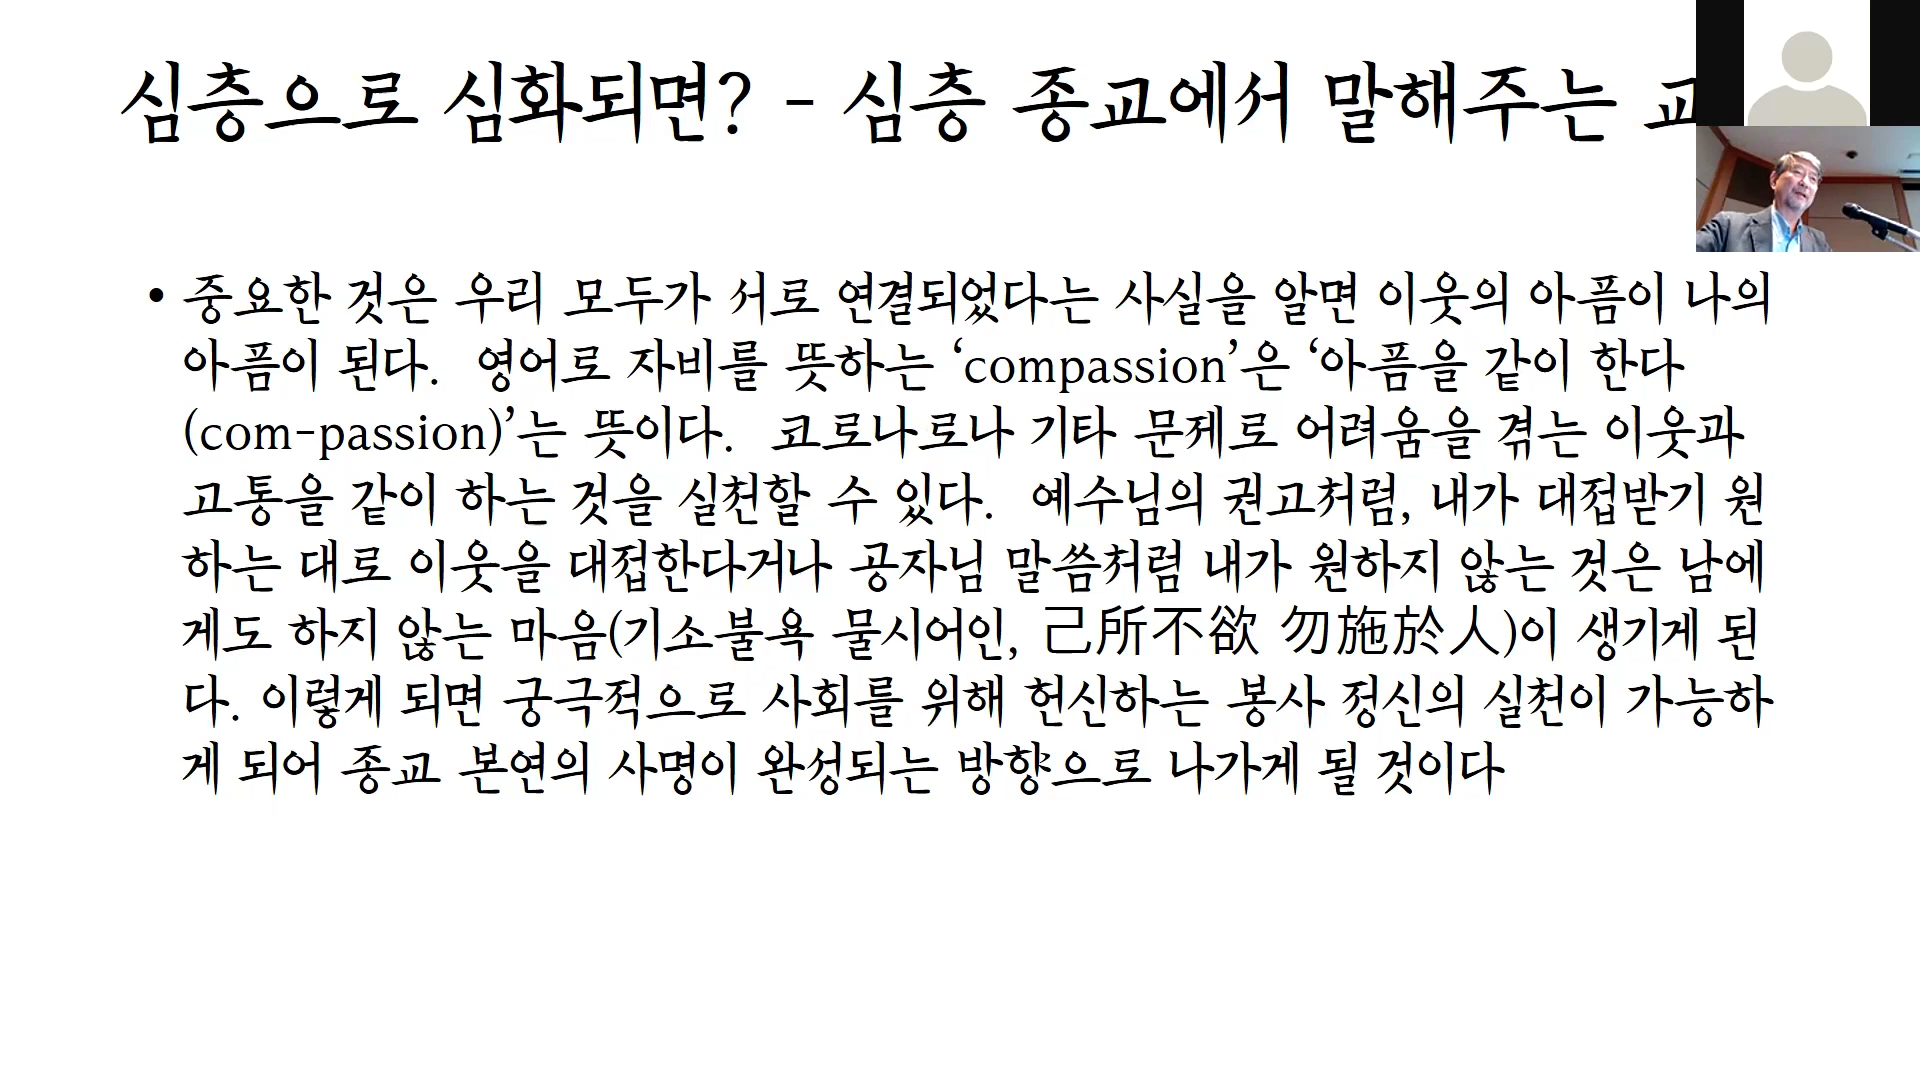 심층으로 심화되면? - 심층 종교에서 말해주는
• 중요한 것은 우리 모두가 서로 연결되었다는 사실을 알면 이웃의 아픔이 나의
아픔이 된다. 영어로 자비를 뜻하는 ‘compassion’은 ‘아픔을 같이 한다
(com-passion)’는 뜻이다. 코로나로나 기타 문제로 어려움을 겪는 이웃과
고통을 같이 하는 것을 실천할 수 있다. 예수님의 권고처럼, 내가 대접받기 원
하는 대로 이웃을 대접한다거나 공자님 말씀처럼 내가 원하지 않는 것은 남에
게도 하지 않는 마음(기소불욕 물시어인, 己所不欲 勿施於人)이 생기게 된
다. 이렇게 되면 궁극적으로 사회를 위해 헌신하는 봉사 정신의 실천이 가능하
게 되어 종교 본연의 사명이 완성되는 방향으로 나가게 될 것이다